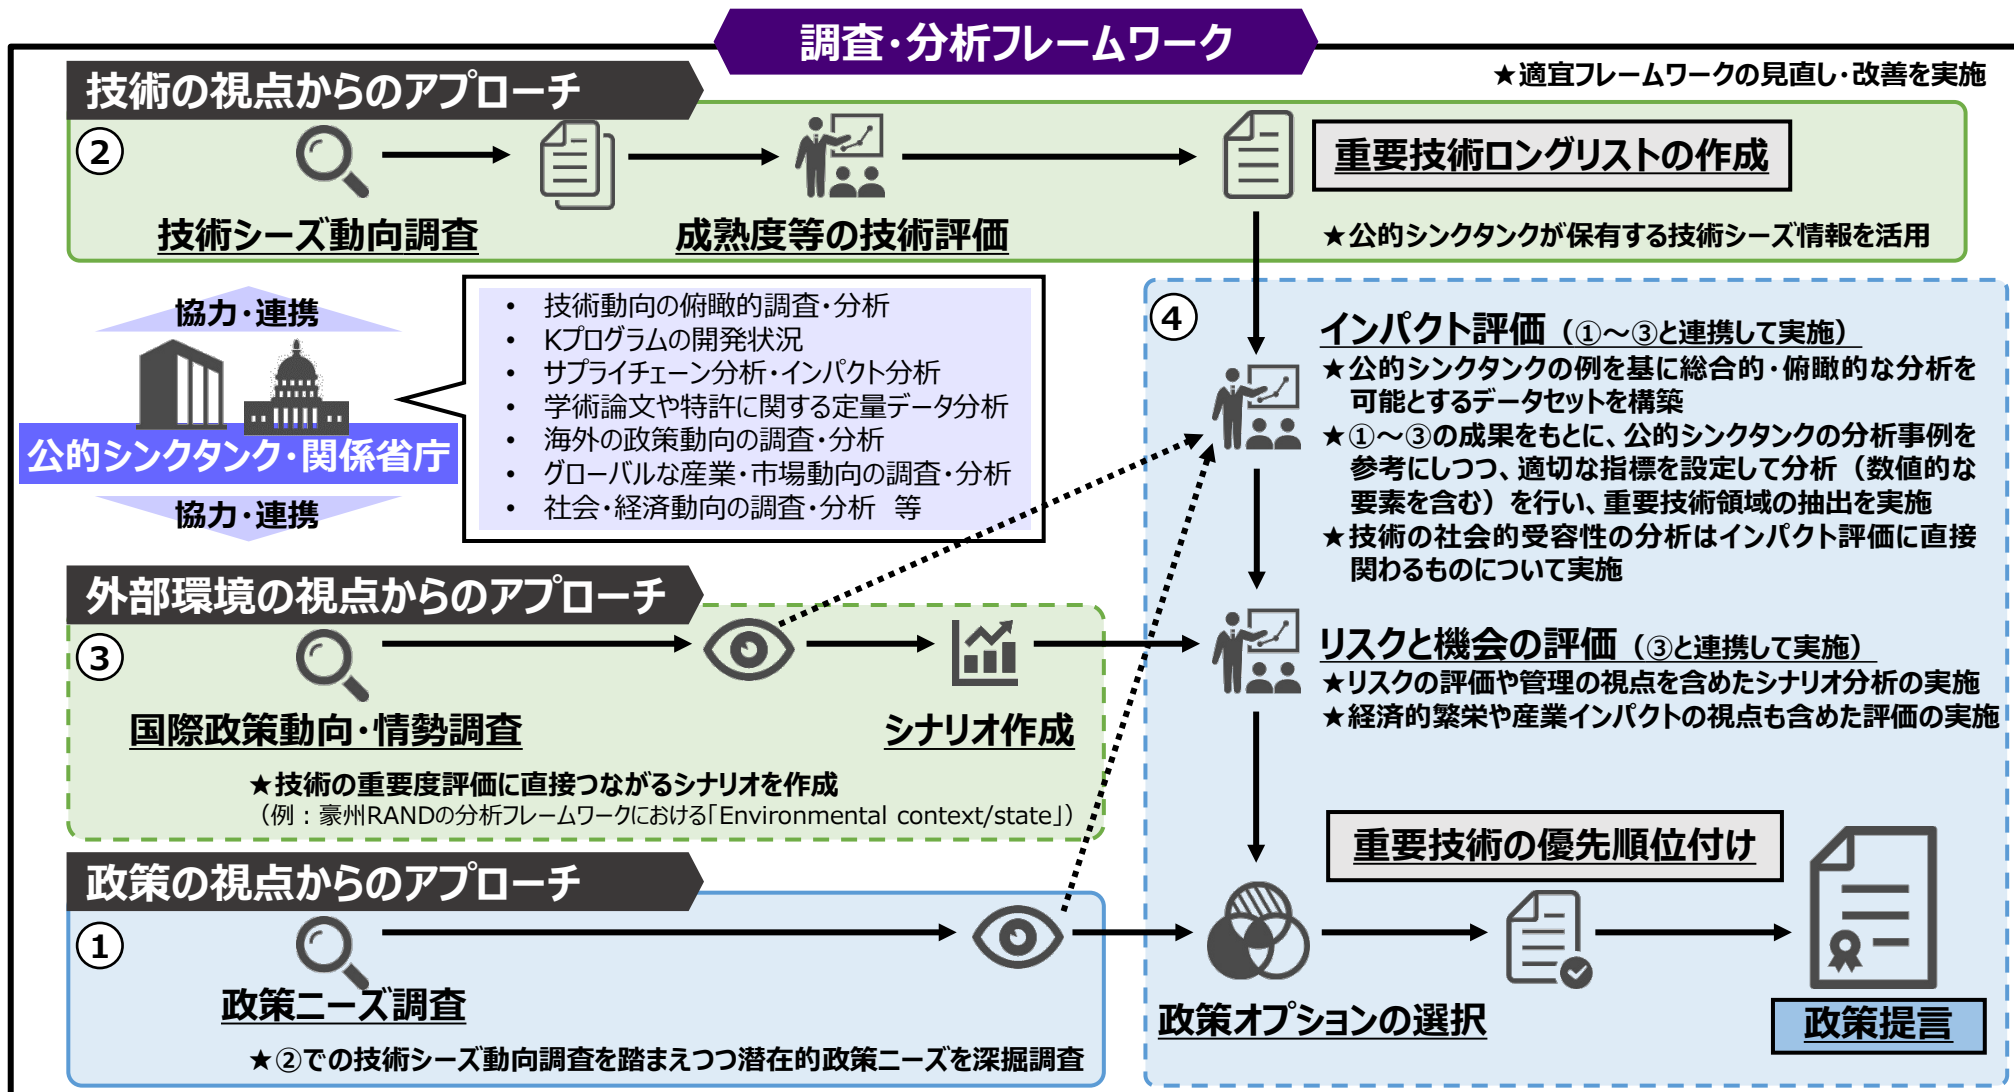 調査・分析フレームワーク
★適宜フレームワークの見直し・改善を実施
技術の視点からのアプローチ
②
技術シーズ動向調査
成熟度等の技術評価
重要技術ロングリストの作成
★公的シンクタンクが保有する技術シーズ情報を活用
協力・連携
公的シンクタンク・関係省庁
協力・連携
• 技術動向の俯瞰的調査・分析
• Kプログラムの開発状況
• サプライチェーン分析・インパクト分析
• 学術論文や特許に関する定量データ分析
• 海外の政策動向の調査・分析
• グローバルな産業・市場動向の調査・分析
• 社会・経済動向の調査・分析 等
④
インパクト評価（①～③と連携して実施）
★公的シンクタンクの例を基に総合的・俯瞰的な分析を
可能とするデータセットを構築
★①～③の成果をもとに、公的シンクタンクの分析事例を
参考にしつつ、適切な指標を設定して分析（数値的な
要素を含む）を行い、重要技術領域の抽出を実施
★技術の社会的受容性の分析はインパクト評価に直接
関わるものについて実施
外部環境の視点からのアプローチ
③
国際政策動向・情勢調査
シナリオ作成
★技術の重要度評価に直接つながるシナリオを作成
（例：豪州RANDの分析フレームワークにおける「Environmental context/state」）
リスクと機会の評価（③と連携して実施）
★リスクの評価や管理の視点を含めたシナリオ分析の実施
★経済的繁栄や産業インパクトの視点も含めた評価の実施
政策の視点からのアプローチ
①
政策ニーズ調査
★②での技術シーズ動向調査を踏まえつつ潜在的政策ニーズを深掘調査
重要技術の優先順位付け
政策オプションの選択
政策提言